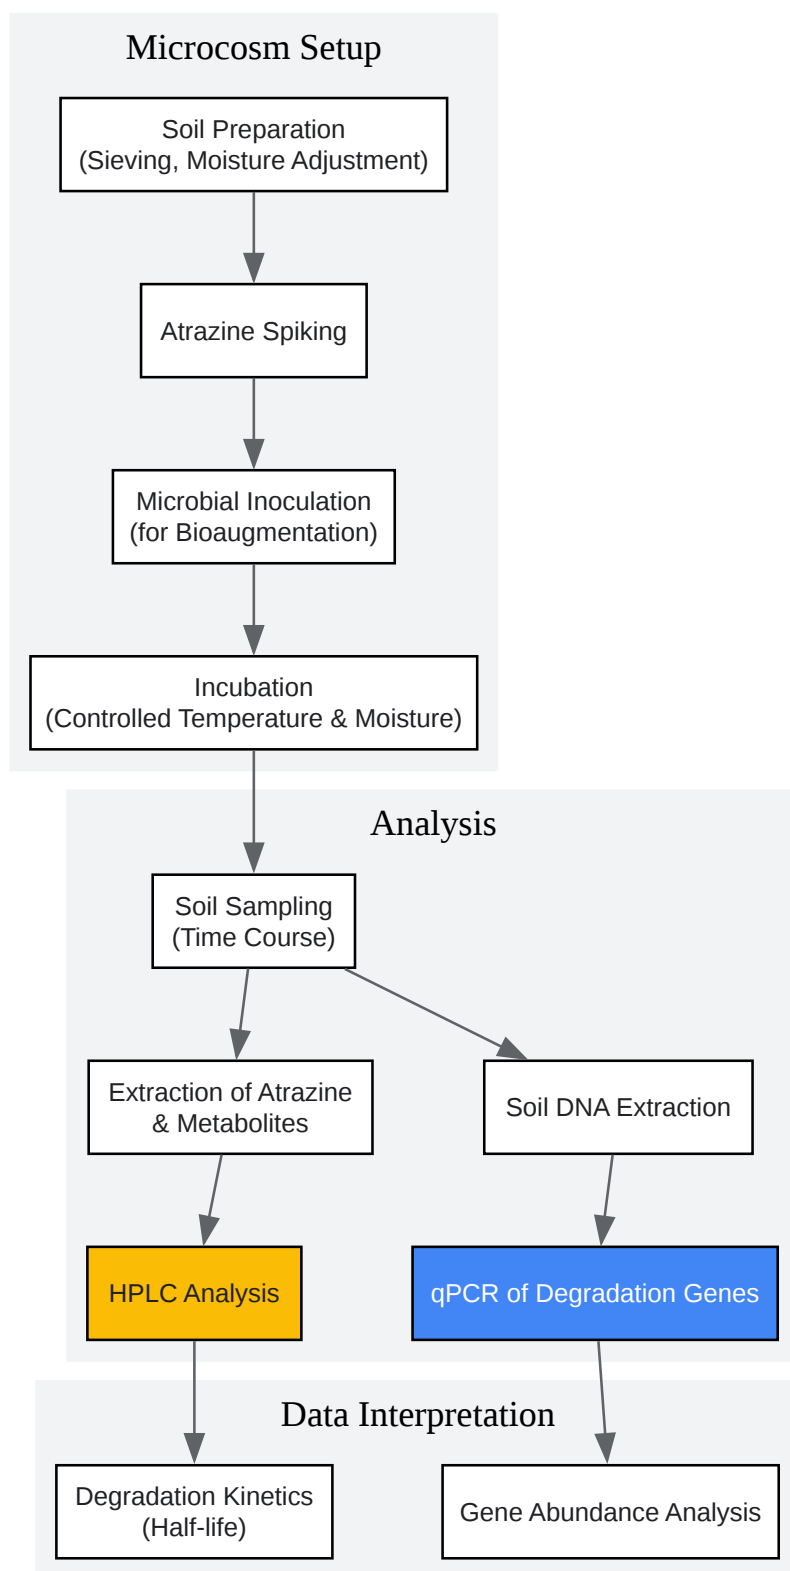 Microcosm Setup
Soil Preparation
(Sieving, Moisture Adjustment)
Atrazine Spiking
Microbial Inoculation
(for Bioaugmentation)
Incubation
(Controlled Temperature & Moisture)
Analysis
Soil Sampling
(Time Course)
Extraction of Atrazine
& Metabolites
Soil DNA Extraction
HPLC Analysis
qPCR of Degradation Genes
Data Interpretation
Degradation Kinetics
(Half-life)
Gene Abundance Analysis